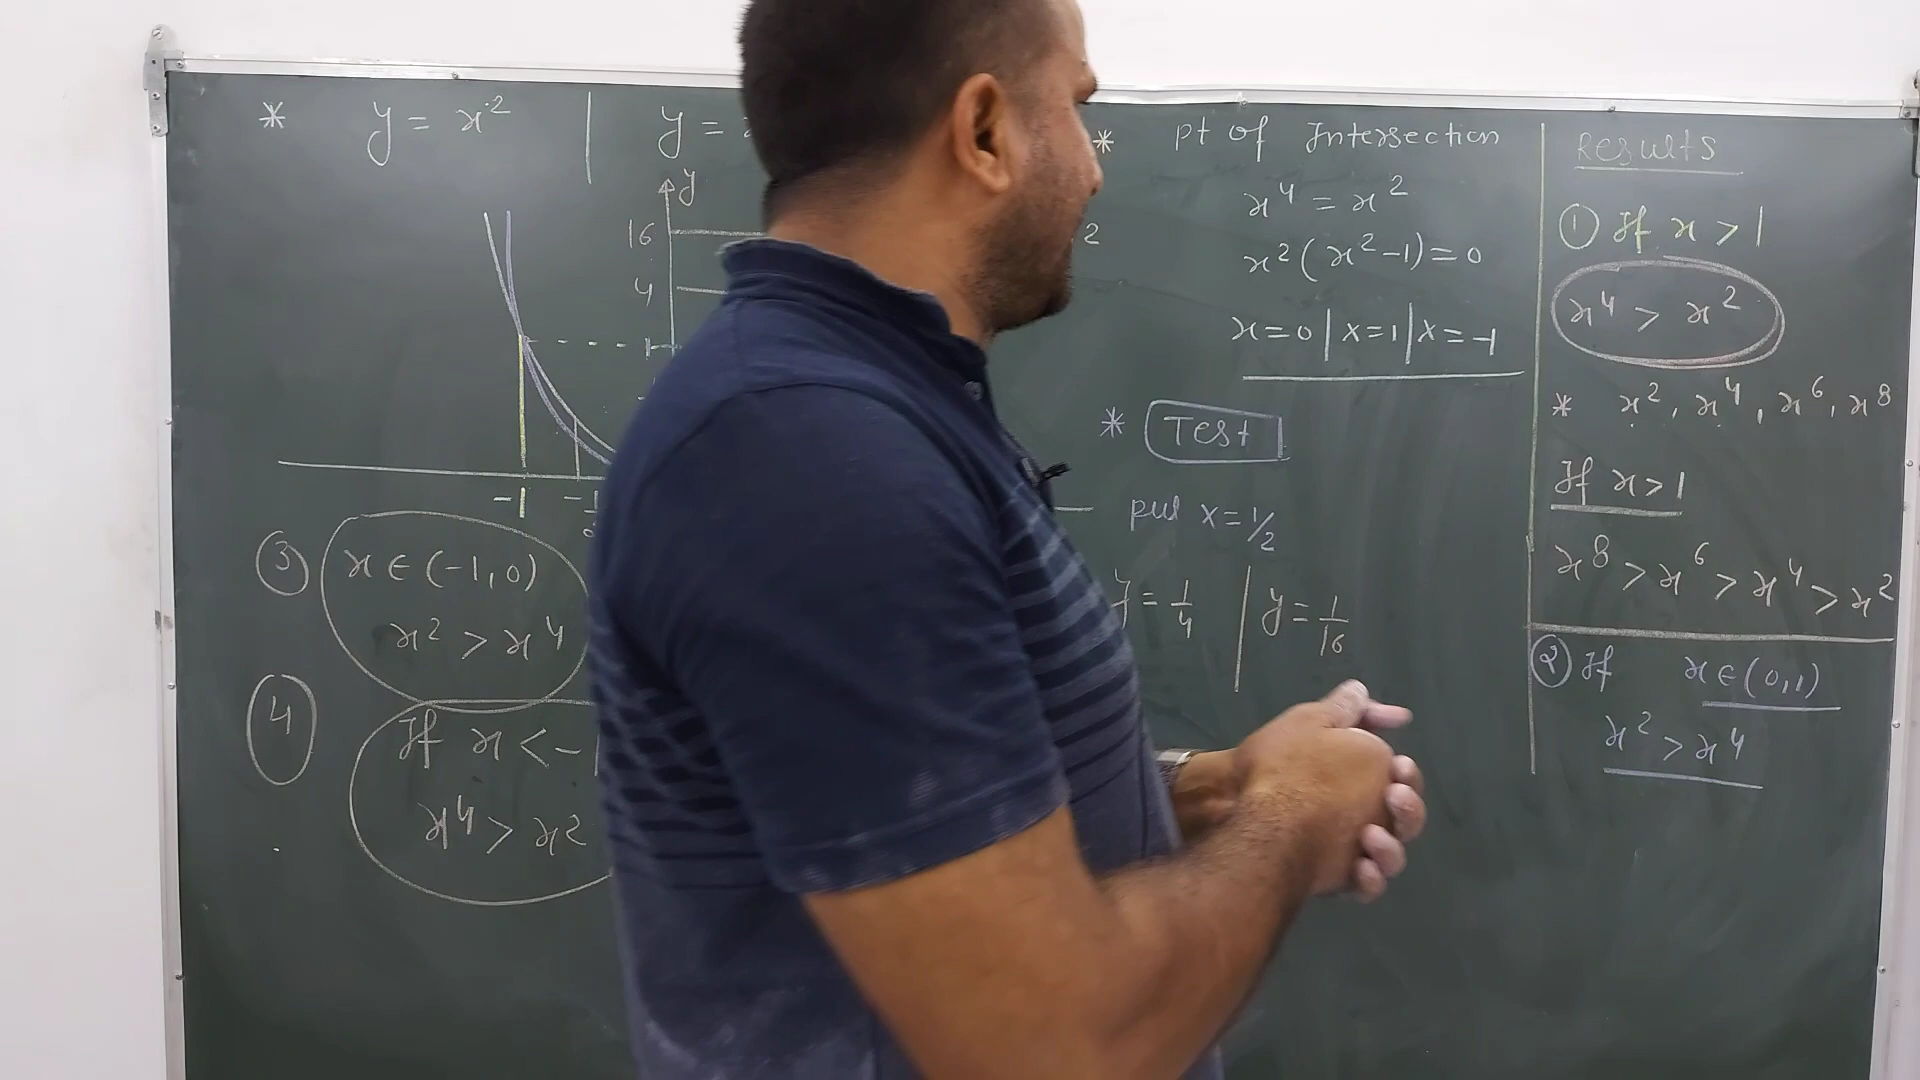 * y = x² | y =
y
16
4
2
-1
③ x ∈ (-1,0)
x² > x⁴
④ If x < -
x⁴ > x²
* pt of Intersection
x⁴ = x²
x²(x²-1)=0
x=0 | x=1 | x=-1
* Test
put x=1/2
y = 1/4 | y = 1/16
Results
① If x > 1
x⁴ > x²
* x², x⁴, x⁶, x⁸
If x>1
x⁸ > x⁶ > x⁴ > x²
② If x∈(0,1)
x² > x⁴